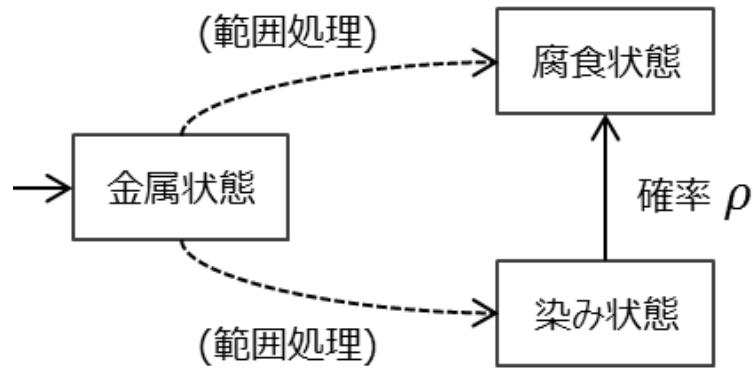 (範囲処理)
腐食状態
金属状態
確率 ρ
染み状態
(範囲処理)